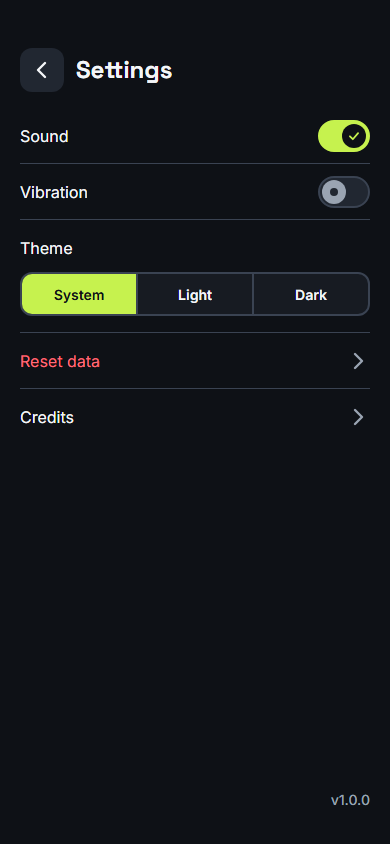 Settings
Sound
Vibration
Theme
System Light Dark
Reset data
Credits
v1.0.0